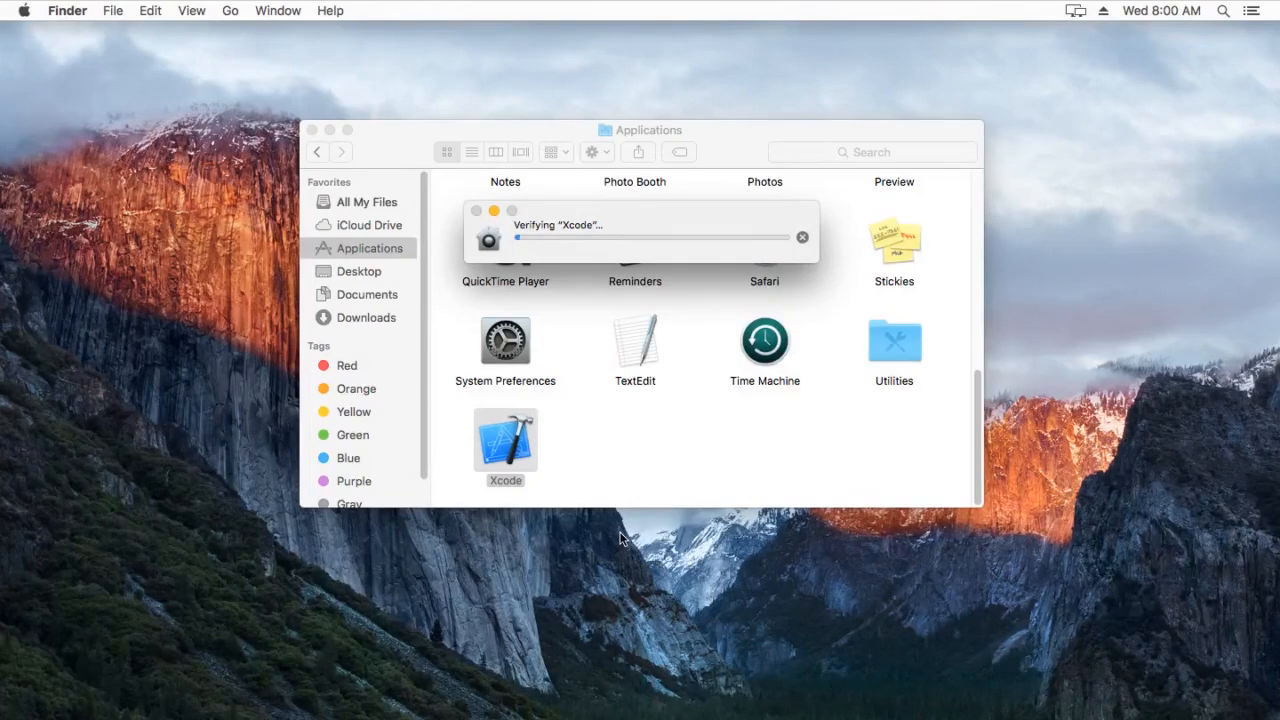 Finder File Edit View Go Window Help Wed 8:00 AM
Applications
Search
Favorites
All My Files
iCloud Drive
Applications
Desktop
Documents
Downloads
Tags
Red
Orange
Yellow
Green
Blue
Purple
Gray
Notes Photo Booth Photos Preview
Verifying “Xcode”...
QuickTime Player Reminders Safari Stickies
System Preferences TextEdit Time Machine Utilities
Xcode